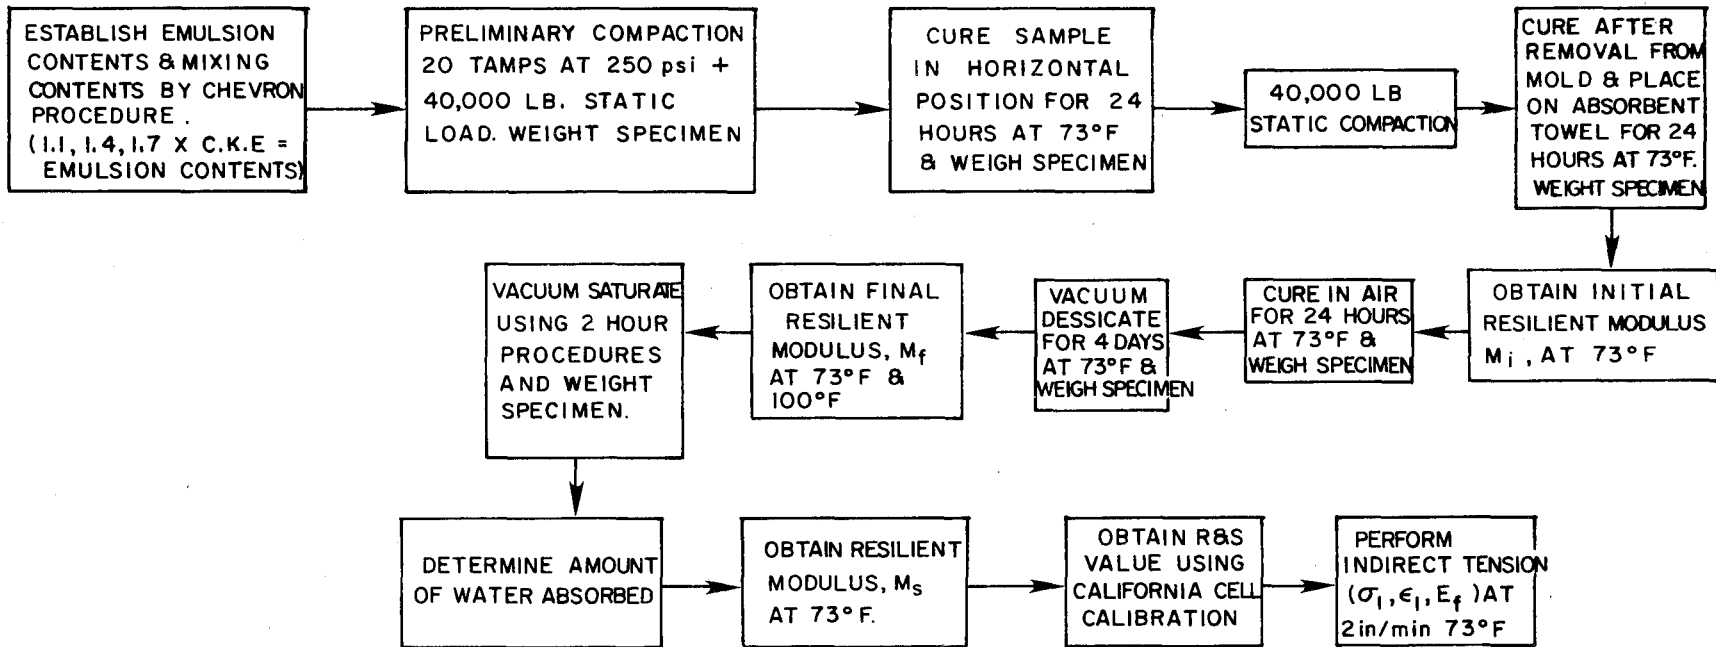 ESTABLISH EMULSION
CONTENTS & MIXING
CONTENTS BY CHEVRON
PROCEDURE.
(1.1, 1.4, 1.7 X C.K.E =
EMULSION CONTENTS)
PRELIMINARY COMPACTION
20 TAMPS AT 250 psi +
40,000 LB. STATIC
LOAD. WEIGHT SPECIMEN
CURE SAMPLE
IN HORIZONTAL
POSITION FOR 24
HOURS AT 73°F
& WEIGH SPECIMEN
40,000 LB
STATIC COMPACTION
CURE AFTER
REMOVAL FROM
MOLD & PLACE
ON ABSORBENT
TOWEL FOR 24
HOURS AT 73°F.
WEIGHT SPECIMEN
OBTAIN INITIAL
RESILIENT MODULUS
Mi, AT 73°F
CURE IN AIR
FOR 24 HOURS
AT 73°F &
WEIGH SPECIMEN
VACUUM
DESSICATE
FOR 4 DAYS
AT 73°F &
WEIGH SPECIMEN
OBTAIN FINAL
RESILIENT
MODULUS, Mf
AT 73°F &
100°F
VACUUM SATURATE
USING 2 HOUR
PROCEDURES
AND WEIGHT
SPECIMEN.
DETERMINE AMOUNT
OF WATER ABSORBED
OBTAIN RESILIENT
MODULUS, Ms
AT 73°F.
OBTAIN R&S
VALUE USING
CALIFORNIA CELL
CALIBRATION
PERFORM
INDIRECT TENSION
(σ1, ϵ1, Ef) AT
2in/min 73°F